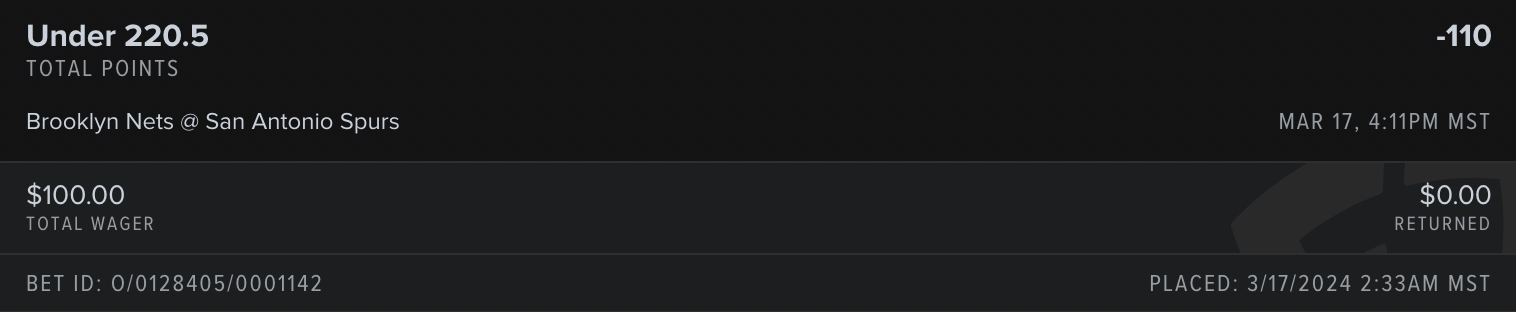 Under 220.5 -110
TOTAL POINTS
Brooklyn Nets @ San Antonio Spurs MAR 17, 4:11PM MST
$100.00 $0.00
TOTAL WAGER RETURNED
BET ID: O/0128405/0001142 PLACED: 3/17/2024 2:33AM MST